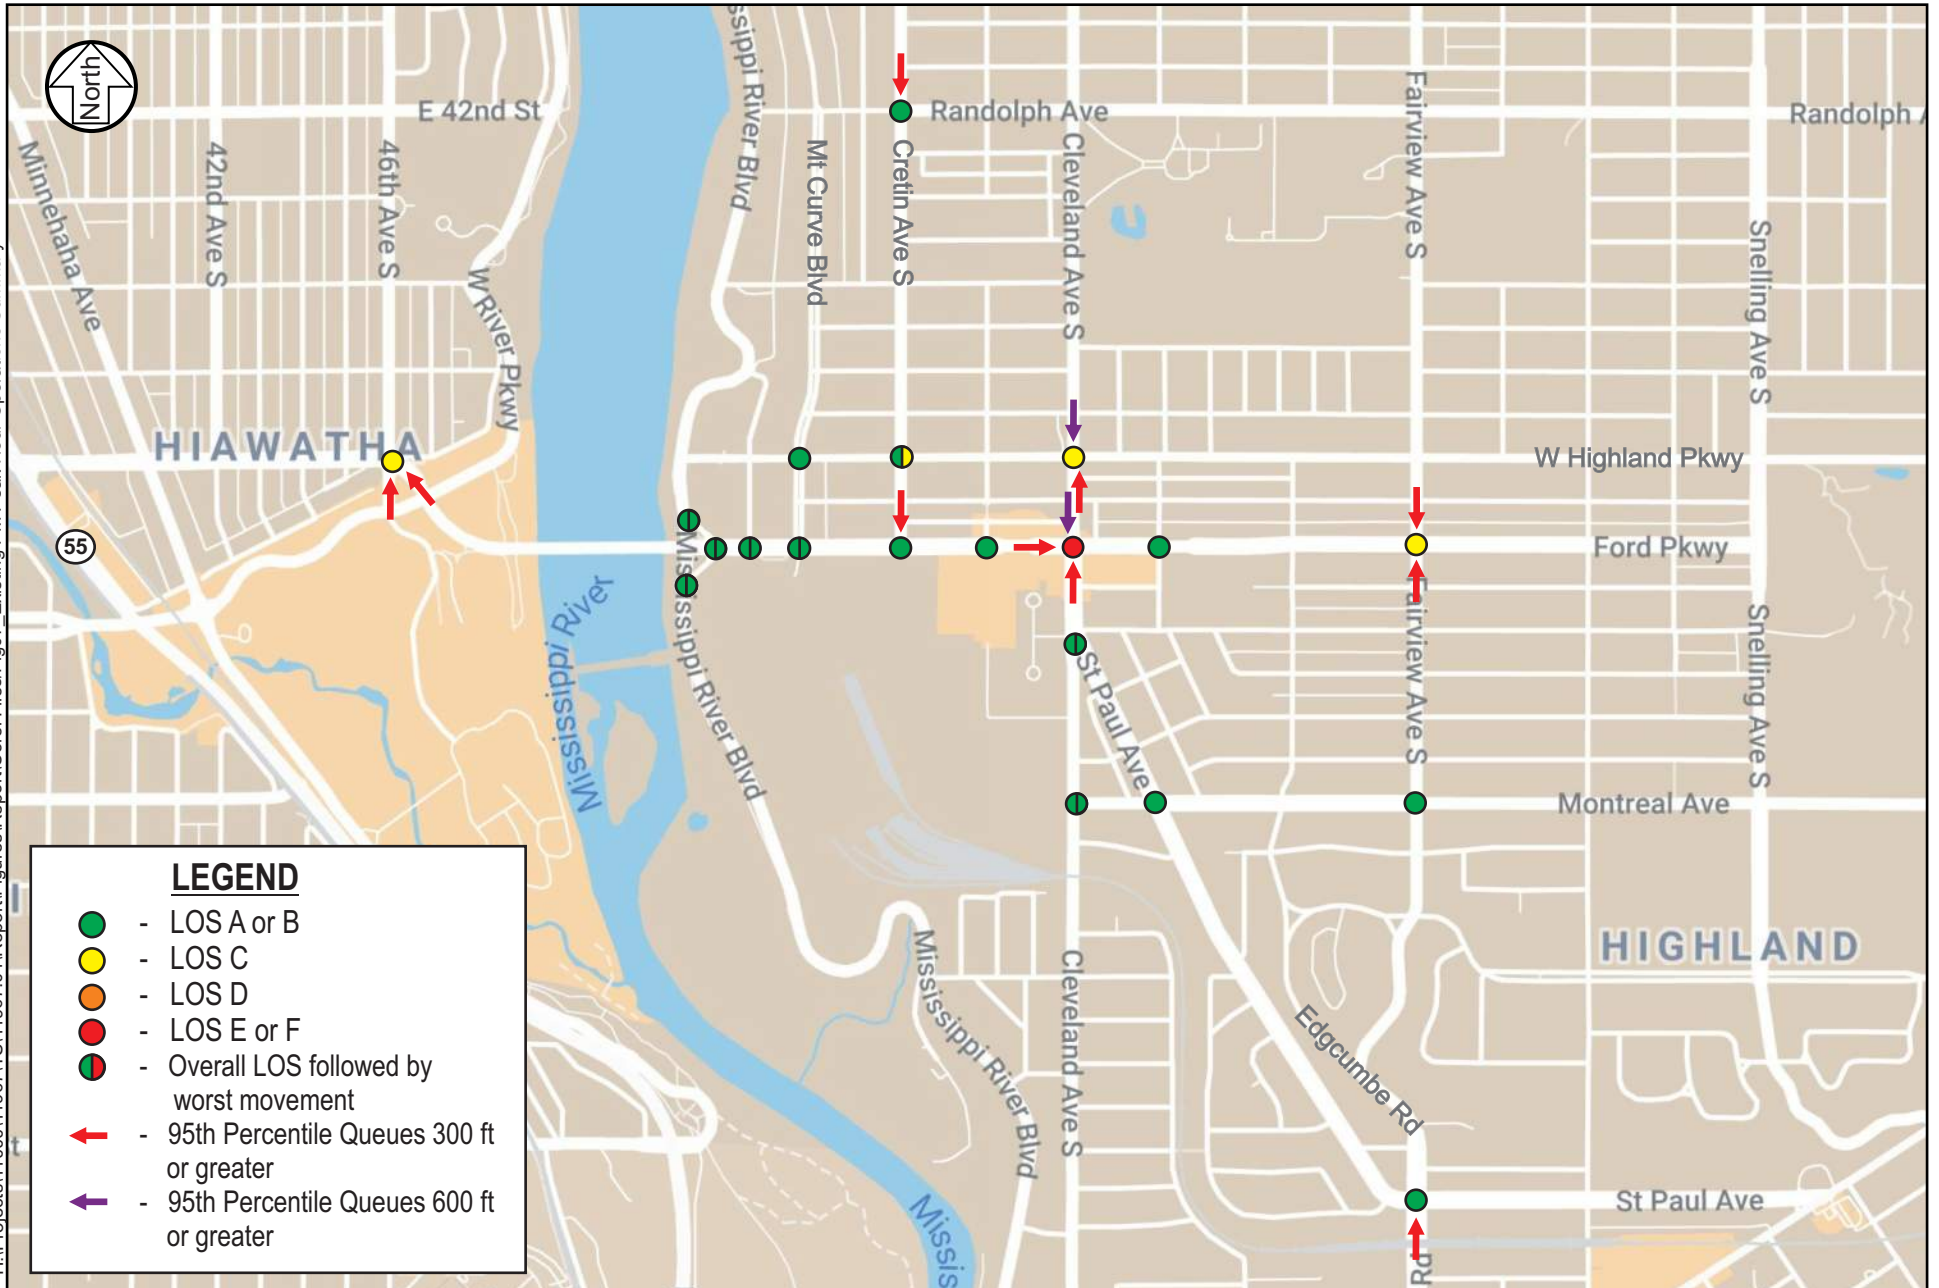 North
E 42nd St
Randolph Ave
Randolph A
Minnehaha Ave
42nd Ave S
46th Ave S
W River Pkwy
ssippi River Blvd
Mt Curve Blvd
Cretin Ave S
Cleveland Ave S
Fairview Ave S
Snelling Ave S
HIAWATHA
W Highland Pkwy
55
Ford Pkwy
Mississippi River
Mississippi River Blvd
St Paul Ave
Fairview Ave S
Snelling Ave S
Montreal Ave
HIGHLAND
Mississippi River Blvd
Cleveland Ave S
Edgcumbe Rd
St Paul Ave
Rd
Missis
LEGEND
- LOS A or B
- LOS C
- LOS D
- LOS E or F
- Overall LOS followed by
worst movement
- 95th Percentile Queues 300 ft
or greater
- 95th Percentile Queues 600 ft
or greater